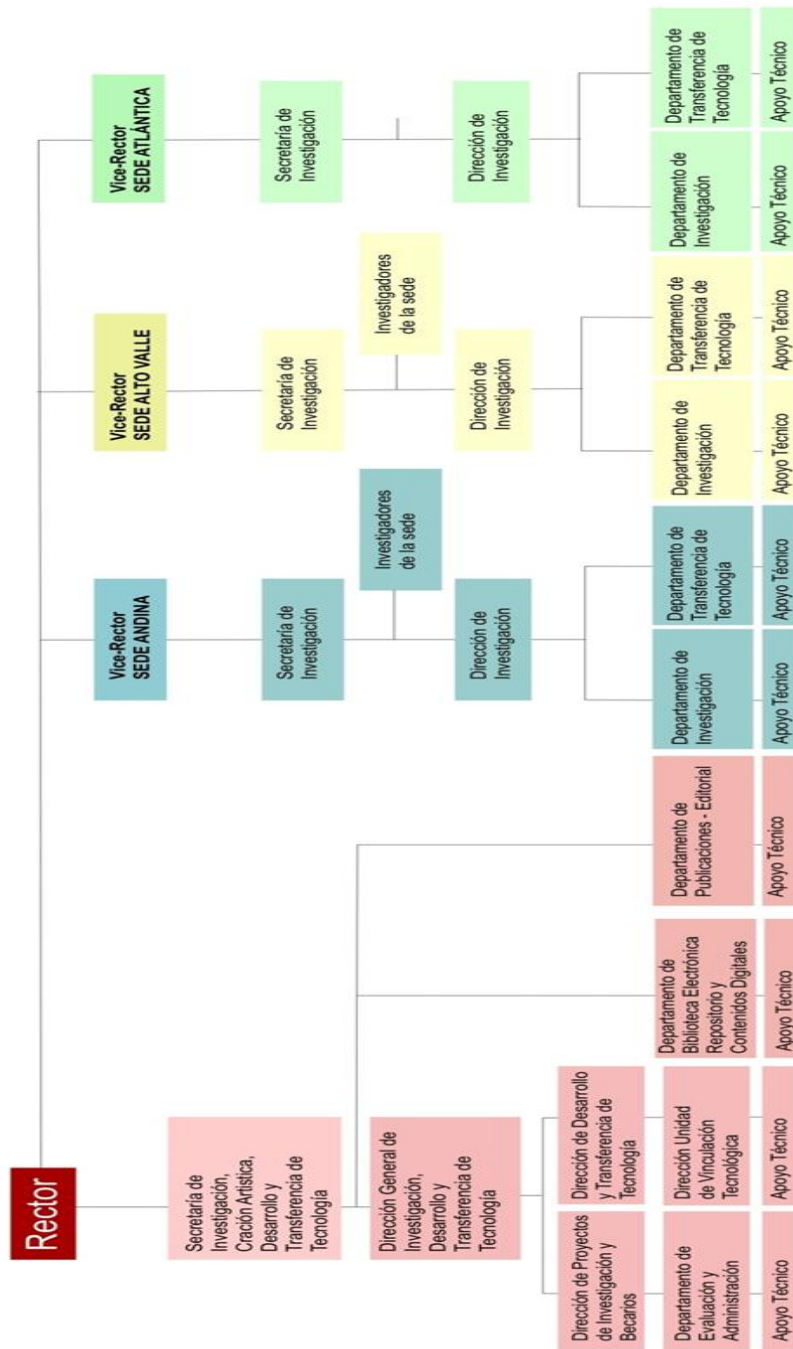 Rector
Secretaría de
Investigación,
Cración Artística,
Desarrollo y
Transferencia de
Tecnología
Dirección General de
Investigación,
Desarrollo y
Transferencia de
Tecnología
Dirección de Proyectos
de Investigación y
Becarios
Departamento de
Evaluación y
Administración
Apoyo Técnico
Dirección de Desarrollo
y Transferencia de
Tecnología
Dirección Unidad
de Vinculación
Tecnológica
Apoyo Técnico
Departamento de
Biblioteca Electrónica
Repositorio y
Contenidos Digitales
Apoyo Técnico
Departamento de
Publicaciones - Editorial
Apoyo Técnico
Vice-Rector
SEDE ANDINA
Secretaría de
Investigación
Investigadores
de la sede
Dirección de
Investigación
Departamento de
Investigación
Apoyo Técnico
Departamento de
Transferencia de
Tecnología
Apoyo Técnico
Vice-Rector
SEDE ALTO VALLE
Secretaría de
Investigación
Investigadores
de la sede
Dirección de
Investigación
Departamento de
Investigación
Apoyo Técnico
Departamento de
Transferencia de
Tecnología
Apoyo Técnico
Vice-Rector
SEDE ATLÁNTICA
Secretaría de
Investigación
Dirección de
Investigación
Departamento de
Investigación
Apoyo Técnico
Departamento de
Transferencia de
Tecnología
Apoyo Técnico